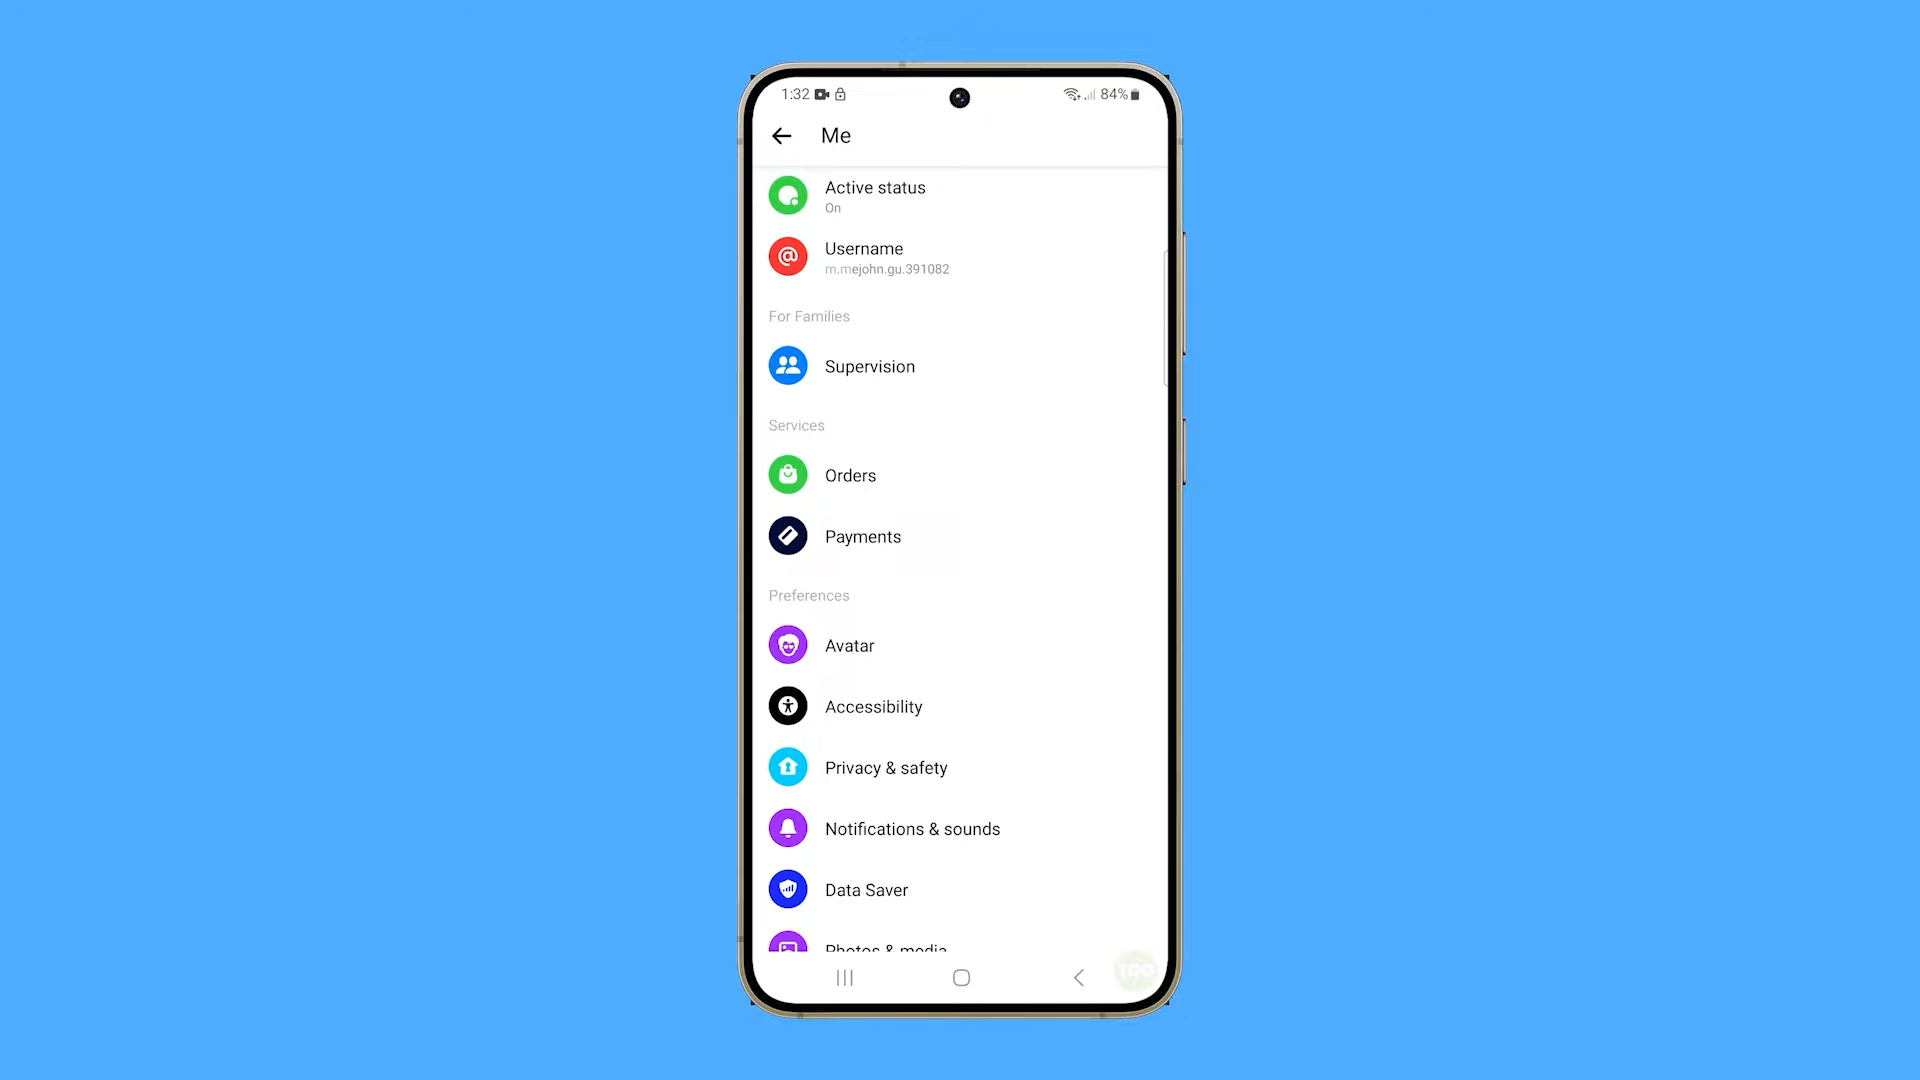 1:32 84%
Me
Active status
On
Username
m.mejohn.gu.391082
For Families
Supervision
Services
Orders
Payments
Preferences
Avatar
Accessibility
Privacy & safety
Notifications & sounds
Data Saver
Photos & media